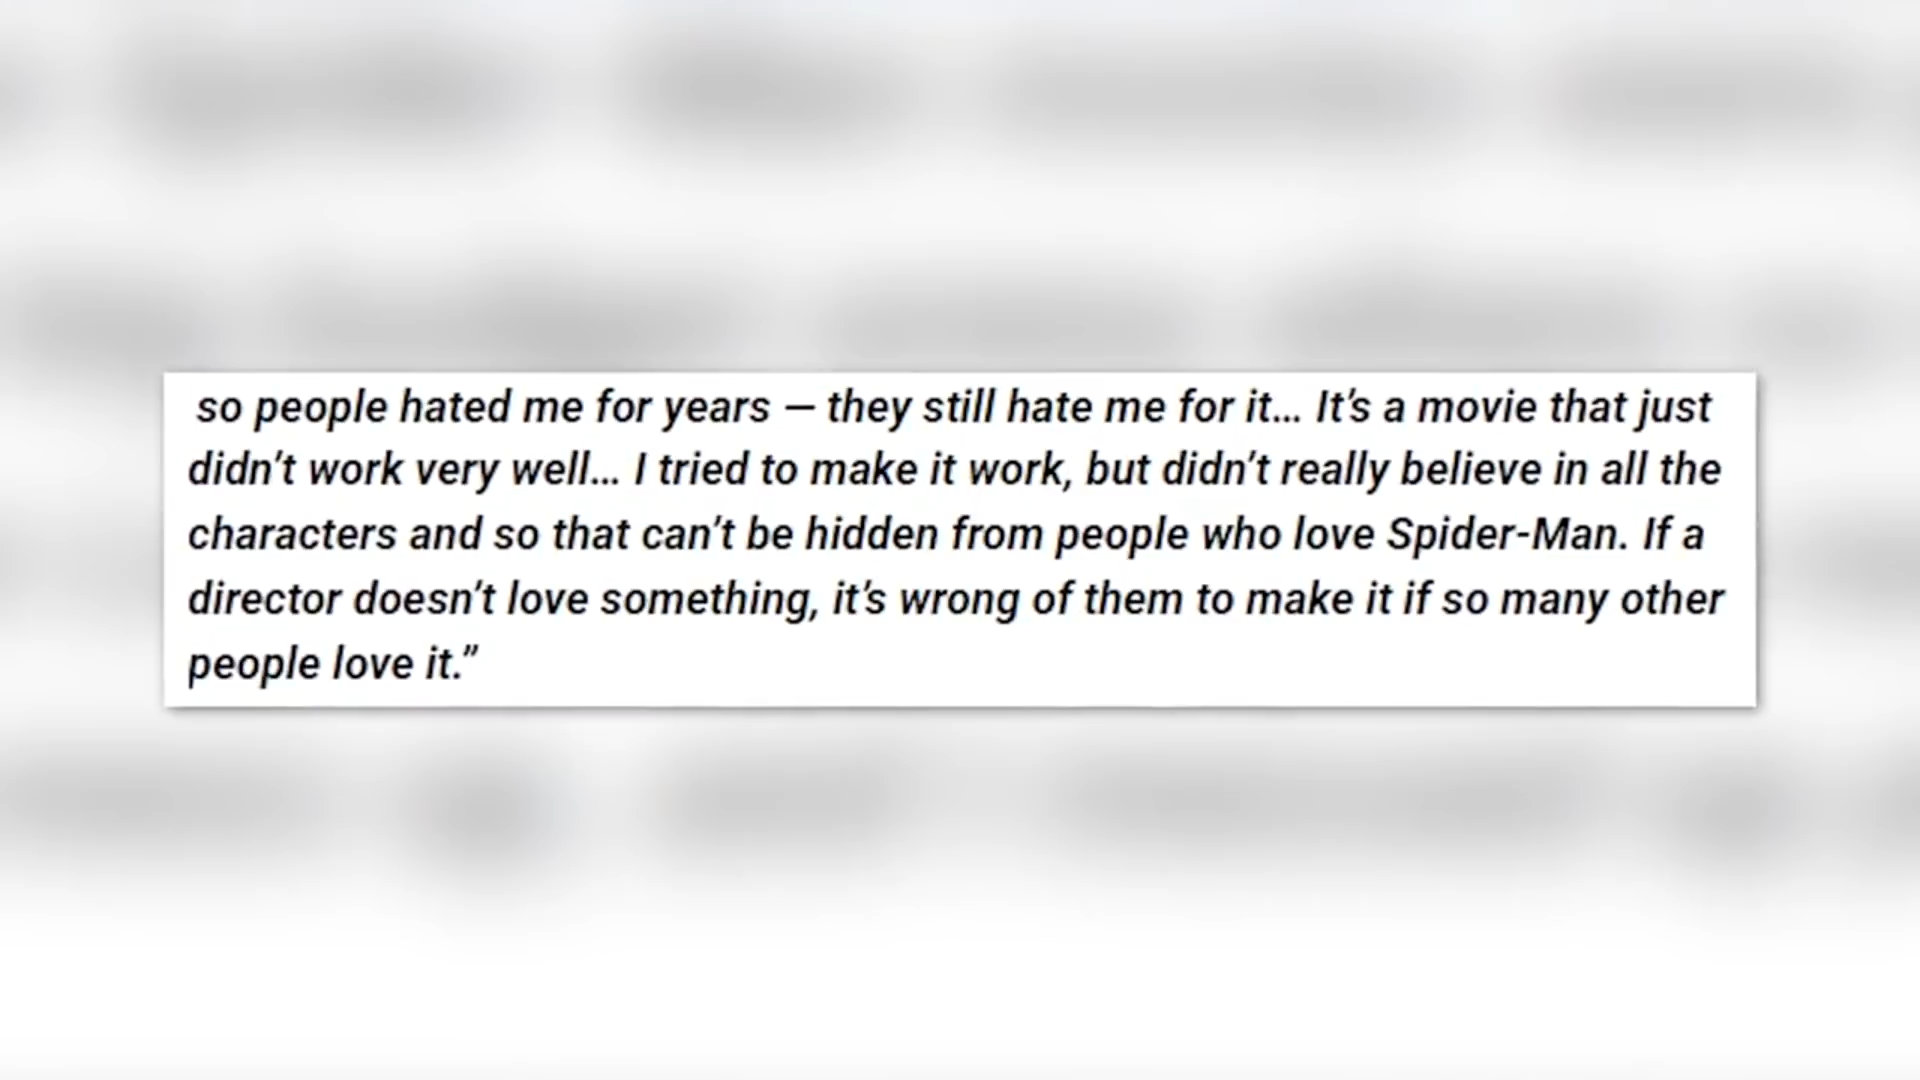 so people hated me for years — they still hate me for it... It’s a movie that just
didn’t work very well... I tried to make it work, but didn’t really believe in all the
characters and so that can’t be hidden from people who love Spider-Man. If a
director doesn’t love something, it’s wrong of them to make it if so many other
people love it.”